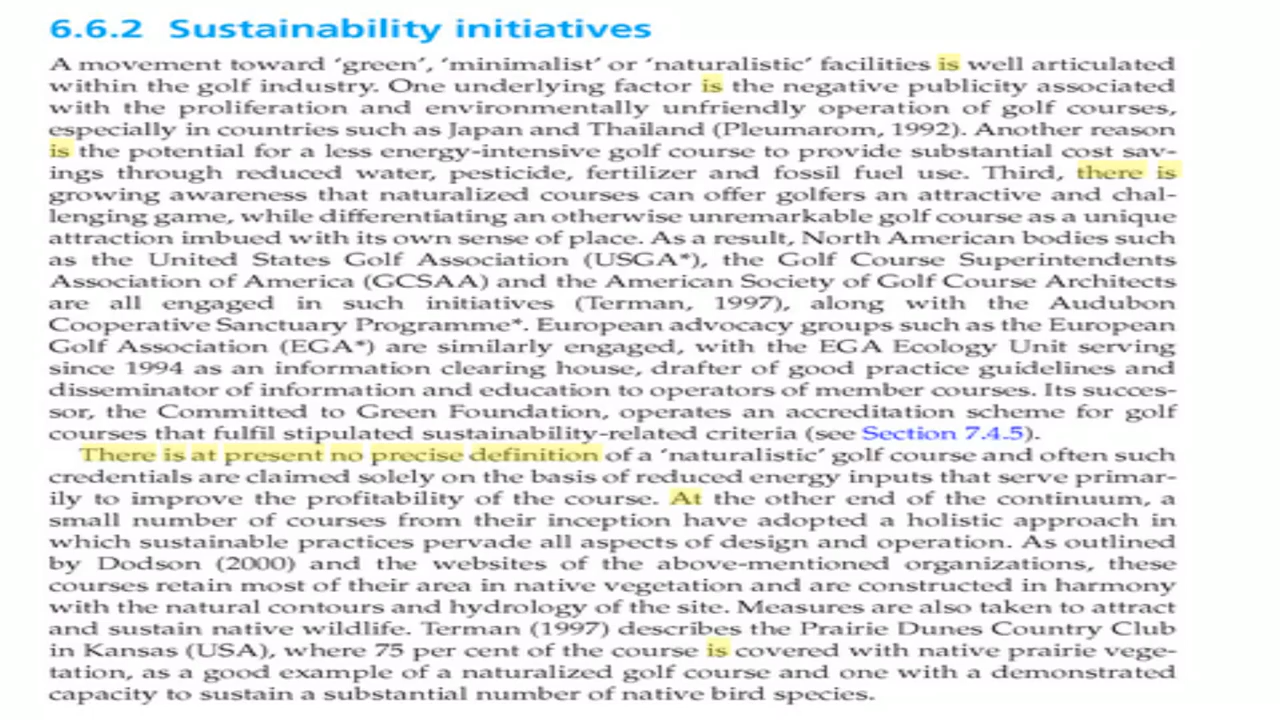 6.6.2 Sustainability initiatives
A movement toward ‘green’, ‘minimalist’ or ‘naturalistic’ facilities is well articulated
within the golf industry. One underlying factor is the negative publicity associated
with the proliferation and environmentally unfriendly operation of golf courses,
especially in countries such as Japan and Thailand (Pleumarom, 1992). Another reason
is the potential for a less energy-intensive golf course to provide substantial cost sav-
ings through reduced water, pesticide, fertilizer and fossil fuel use. Third, there is
growing awareness that naturalized courses can offer golfers an attractive and chal-
lenging game, while differentiating an otherwise unremarkable golf course as a unique
attraction imbued with its own sense of place. As a result, North American bodies such
as the United States Golf Association (USGA*), the Golf Course Superintendents
Association of America (GCSAA) and the American Society of Golf Course Architects
are all engaged in such initiatives (Terman, 1997), along with the Audubon
Cooperative Sanctuary Programme*. European advocacy groups such as the European
Golf Association (EGA*) are similarly engaged, with the EGA Ecology Unit serving
since 1994 as an information clearing house, drafter of good practice guidelines and
disseminator of information and education to operators of member courses. Its succes-
sor, the Committed to Green Foundation, operates an accreditation scheme for golf
courses that fulfil stipulated sustainability-related criteria (see Section 7.4.5).
There is at present no precise definition of a ‘naturalistic’ golf course and often such
credentials are claimed solely on the basis of reduced energy inputs that serve primar-
ily to improve the profitability of the course. At the other end of the continuum, a
small number of courses from their inception have adopted a holistic approach in
which sustainable practices pervade all aspects of design and operation. As outlined
by Dodson (2000) and the websites of the above-mentioned organizations, these
courses retain most of their area in native vegetation and are constructed in harmony
with the natural contours and hydrology of the site. Measures are also taken to attract
and sustain native wildlife. Terman (1997) describes the Prairie Dunes Country Club
in Kansas (USA), where 75 per cent of the course is covered with native prairie vege-
tation, as a good example of a naturalized golf course and one with a demonstrated
capacity to sustain a substantial number of native bird species.